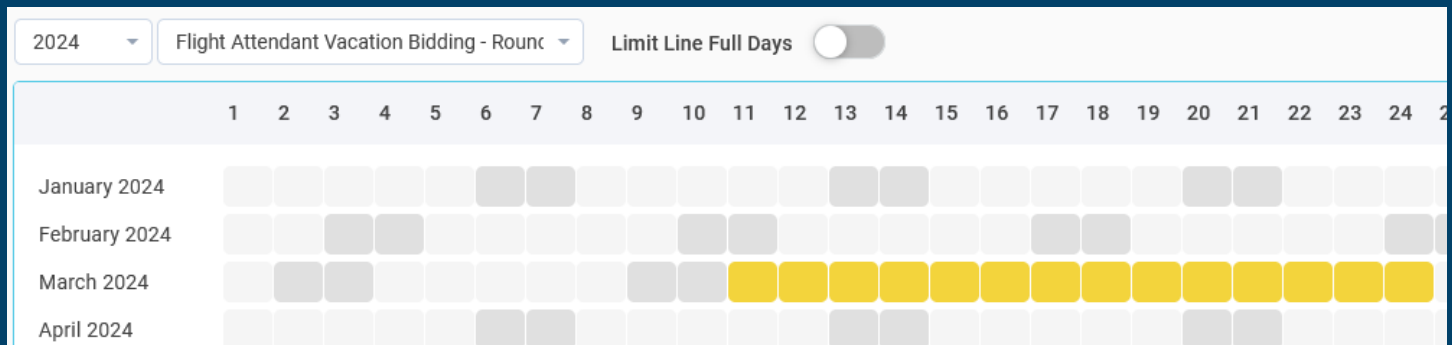 2024 Flight Attendant Vacation Bidding - Roun Limit Line Full Days
1 2 3 4 5 6 7 8 9 10 11 12 13 14 15 16 17 18 19 20 21 22 23 24
January 2024
February 2024
March 2024
April 2024